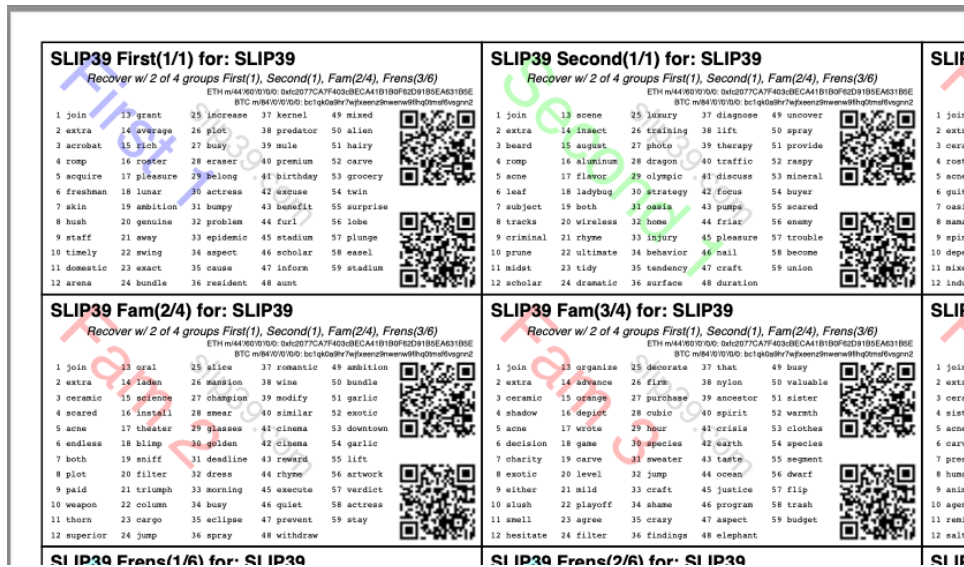 SLIP39 First(1/1) for: SLIP39
Recover w/ 2 of 4 groups First(1), Second(1), Fam(2/4), Frens(3/6)
ETH m/44'/60'/0'/0/0: 0xfc2077CA7F403cBECA41B1B0F62D91B5EA631B5E
BTC m/84'/0'/0'/0/0: bc1qk0a9hr7wjfxeenz9nwenw9flhq0tmsf6vsgnn2
1 join 13 grant 25 increase 37 kernel 49 mixed
2 extra 14 average 26 plot 38 predator 50 alien
3 acrobat 15 rich 27 busy 39 mule 51 hairy
4 romp 16 roster 28 eraser 40 premium 52 carve
5 acquire 17 pleasure 29 belong 41 birthday 53 grocery
6 freshman 18 lunar 30 actress 42 excuse 54 twin
7 skin 19 ambition 31 bumpy 43 benefit 55 surprise
8 hush 20 genuine 32 problem 44 furl 56 lobe
9 staff 21 away 33 epidemic 45 stadium 57 plunge
10 timely 22 swing 34 aspect 46 scholar 58 easel
11 domestic 23 exact 35 cause 47 inform 59 stadium
12 arena 24 bundle 36 resident 48 aunt
First 1
slip39.com
SLIP39 Second(1/1) for: SLIP39
Recover w/ 2 of 4 groups First(1), Second(1), Fam(2/4), Frens(3/6)
ETH m/44'/60'/0'/0/0: 0xfc2077CA7F403cBECA41B1B0F62D91B5EA631B5E
BTC m/84'/0'/0'/0/0: bc1qk0a9hr7wjfxeenz9nwenw9flhq0tmsf6vsgnn2
1 join 13 scene 25 luxury 37 diagnose 49 uncover
2 extra 14 insect 26 training 38 lift 50 spray
3 beard 15 august 27 photo 39 therapy 51 provide
4 romp 16 aluminum 28 dragon 40 traffic 52 raspy
5 acne 17 flavor 29 olympic 41 discuss 53 mineral
6 leaf 18 ladybug 30 strategy 42 focus 54 buyer
7 subject 19 both 31 oasis 43 pumps 55 scared
8 tracks 20 wireless 32 home 44 friar 56 enemy
9 criminal 21 rhyme 33 injury 45 pleasure 57 trouble
10 prune 22 ultimate 34 behavior 46 nail 58 become
11 midst 23 tidy 35 tendency 47 craft 59 union
12 scholar 24 dramatic 36 surface 48 duration
Second 1
slip39.com
SLIP39 Fam(2/4) for: SLIP39
Recover w/ 2 of 4 groups First(1), Second(1), Fam(2/4), Frens(3/6)
ETH m/44'/60'/0'/0/0: 0xfc2077CA7F403cBECA41B1B0F62D91B5EA631B5E
BTC m/84'/0'/0'/0/0: bc1qk0a9hr7wjfxeenz9nwenw9flhq0tmsf6vsgnn2
1 join 13 oral 25 slice 37 romantic 49 ambition
2 extra 14 laden 26 mansion 38 wine 50 bundle
3 ceramic 15 science 27 champion 39 modify 51 garlic
4 scared 16 install 28 smear 40 similar 52 exotic
5 acne 17 theater 29 glasses 41 cinema 53 downtown
6 endless 18 blimp 30 golden 42 cinema 54 garlic
7 both 19 sniff 31 deadline 43 reward 55 lift
8 plot 20 filter 32 dress 44 rhyme 56 artwork
9 paid 21 triumph 33 morning 45 execute 57 verdict
10 weapon 22 column 34 busy 46 quiet 58 actress
11 thorn 23 cargo 35 eclipse 47 prevent 59 stay
12 superior 24 jump 36 spray 48 withdraw
Fam 2
slip39.com
SLIP39 Fam(3/4) for: SLIP39
Recover w/ 2 of 4 groups First(1), Second(1), Fam(2/4), Frens(3/6)
ETH m/44'/60'/0'/0/0: 0xfc2077CA7F403cBECA41B1B0F62D91B5EA631B5E
BTC m/84'/0'/0'/0/0: bc1qk0a9hr7wjfxeenz9nwenw9flhq0tmsf6vsgnn2
1 join 13 organize 25 decorate 37 that 49 busy
2 extra 14 advance 26 firm 38 nylon 50 valuable
3 ceramic 15 orange 27 purchase 39 ancestor 51 sister
4 shadow 16 depict 28 cubic 40 spirit 52 warmth
5 acne 17 wrote 29 hour 41 crisis 53 clothes
6 decision 18 game 30 species 42 earth 54 species
7 charity 19 carve 31 sweater 43 taste 55 segment
8 exotic 20 level 32 jump 44 ocean 56 dwarf
9 either 21 mild 33 craft 45 justice 57 flip
10 slush 22 playoff 34 shame 46 program 58 trash
11 smell 23 agree 35 crazy 47 aspect 59 budget
12 hesitate 24 filter 36 findings 48 elephant
Fam 3
slip39.com
SLIP39 Frens(1/6) for: SLIP39
SLIP39 Frens(2/6) for: SLIP39